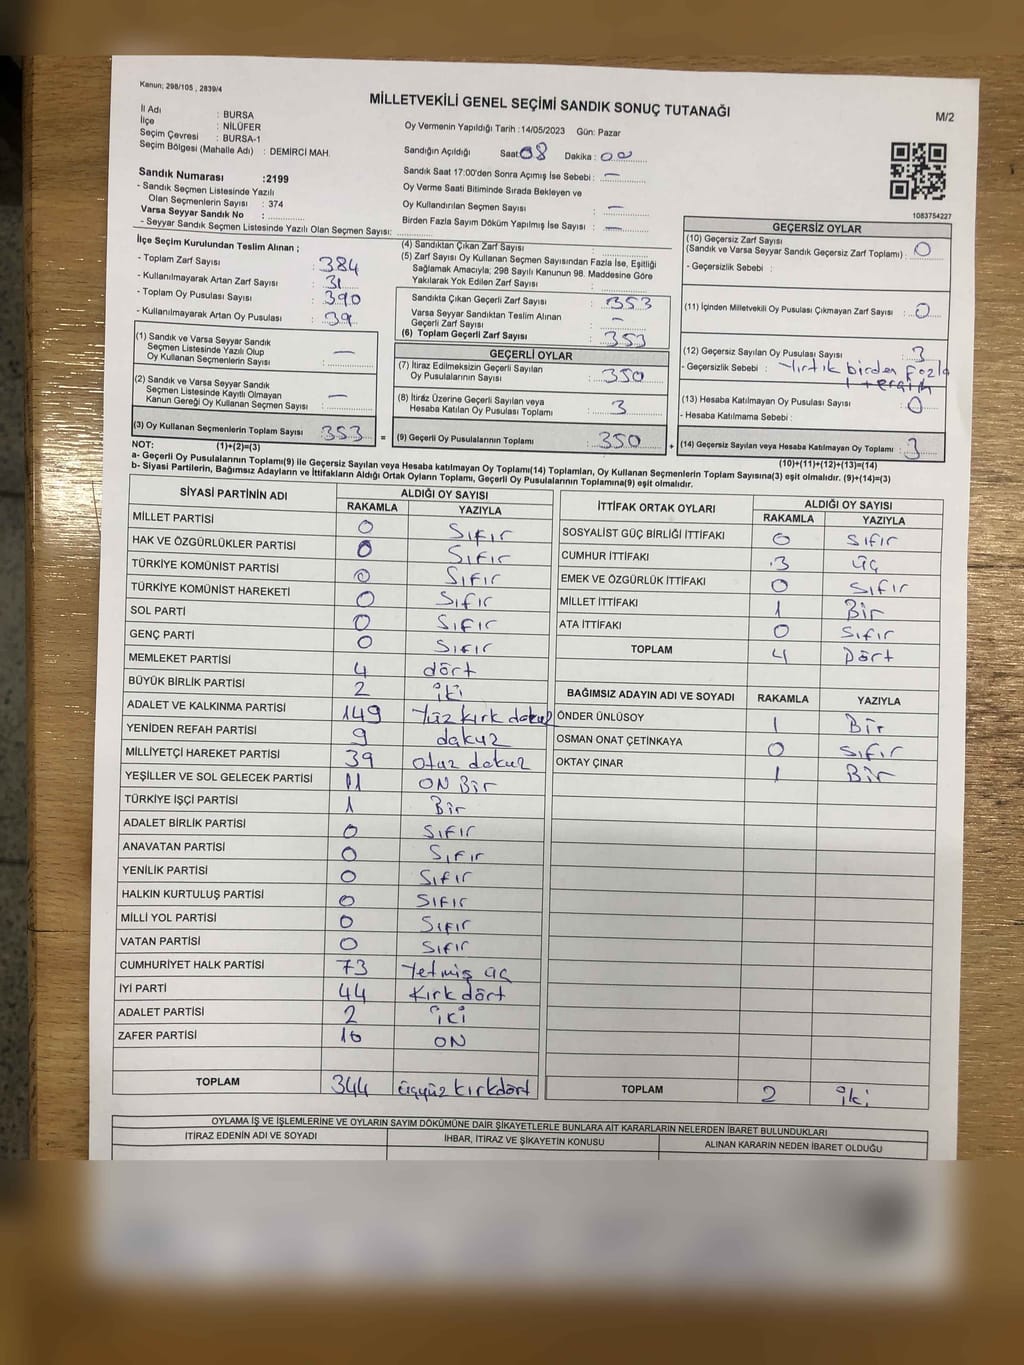 Kanun; 298/105 , 2839/4
MİLLETVEKİLİ GENEL SEÇİMİ SANDIK SONUÇ TUTANAĞI
M/2
İl Adı : BURSA
İlçe : NİLÜFER
Seçim Çevresi : BURSA-1
Seçim Bölgesi (Mahalle Adı) : DEMİRCİ MAH.
Oy Vermenin Yapıldığı Tarih :14/05/2023 Gün: Pazar
Sandığın Açıldığı Saat: 08 Dakika : 00
Sandık Saat 17:00'den Sonra Açımış İse Sebebi : —
Oy Verme Saati Bitiminde Sırada Bekleyen ve
Oy Kullandırılan Seçmen Sayısı : —
Birden Fazla Sayım Döküm Yapılmış İse Sayısı : —
1083754227
Sandık Numarası :2199
- Sandık Seçmen Listesinde Yazılı
Olan Seçmenlerin Sayısı : 374
Varsa Seyyar Sandık No :
- Seyyar Sandık Seçmen Listesinde Yazılı Olan Seçmen Sayısı:
İlçe Seçim Kurulundan Teslim Alınan ;
- Toplam Zarf Sayısı : 384
- Kullanılmayarak Artan Zarf Sayısı : 31
- Toplam Oy Pusulası Sayısı : 390
- Kullanılmayarak Artan Oy Pusulası : 39
(1) Sandık ve Varsa Seyyar Sandık
Seçmen Listesinde Yazılı Olup
Oy Kullanan Seçmenlerin Sayısı : —
(2) Sandık ve Varsa Seyyar Sandık
Seçmen Listesinde Kayıtlı Olmayan
Kanun Gereği Oy Kullanan Seçmen Sayısı : —
(3) Oy Kullanan Seçmenlerin Toplam Sayısı : 353
(4) Sandıktan Çıkan Zarf Sayısı :
(5) Zarf Sayısı Oy Kullanan Seçmen Sayısından Fazla İse, Eşitliği
Sağlamak Amacıyla; 298 Sayılı Kanunun 98. Maddesine Göre
Yakılarak Yok Edilen Zarf Sayısı :
Sandıkta Çıkan Geçerli Zarf Sayısı : 353
Varsa Seyyar Sandıktan Teslim Alınan
Geçerli Zarf Sayısı : —
(6) Toplam Geçerli Zarf Sayısı : 353
GEÇERLİ OYLAR
(7) İtiraz Edilmeksizin Geçerli Sayılan
Oy Pusulalarının Sayısı : 350
(8) İtiraz Üzerine Geçerli Sayılan veya
Hesaba Katılan Oy Pusulası Toplamı : 3
= (9) Geçerli Oy Pusulalarının Toplamı : 350
GEÇERSİZ OYLAR
(10) Geçersiz Zarf Sayısı
(Sandık ve Varsa Seyyar Sandık Geçersiz Zarf Toplamı) : 0
- Geçersizlik Sebebi :
(11) İçinden Milletvekili Oy Pusulası Çıkmayan Zarf Sayısı : 0
(12) Geçersiz Sayılan Oy Pusulası Sayısı : 3
- Geçersizlik Sebebi : Yırtık birden fazla
(13) Hesaba Katılmayan Oy Pusulası Sayısı : 0
- Hesaba Katılmama Sebebi :
+ (14) Geçersiz Sayılan veya Hesaba Katılmayan Oy Toplamı : 3
NOT: (1)+(2)=(3)
(10)+(11)+(12)+(13)=(14)
a- Geçerli Oy Pusulalarının Toplamı(9) ile Geçersiz Sayılan veya Hesaba katılmayan Oy Toplamı(14) Toplamları, Oy Kullanan Seçmenlerin Toplam Sayısına(3) eşit olmalıdır. (9)+(14)=(3)
b- Siyasi Partilerin, Bağımsız Adayların ve İttifakların Aldığı Ortak Oyların Toplamı, Geçerli Oy Pusulalarının Toplamına(9) eşit olmalıdır.
SİYASİ PARTİNİN ADI ALDIĞI OY SAYISI
RAKAMLA YAZIYLA
MİLLET PARTİSİ 0 Sıfır
HAK VE ÖZGÜRLÜKLER PARTİSİ 0 Sıfır
TÜRKİYE KOMÜNİST PARTİSİ 0 Sıfır
TÜRKİYE KOMÜNİST HAREKETİ 0 Sıfır
SOL PARTİ 0 Sıfır
GENÇ PARTİ 0 Sıfır
MEMLEKET PARTİSİ 4 dört
BÜYÜK BİRLİK PARTİSİ 2 iki
ADALET VE KALKINMA PARTİSİ 149 Yüz kırk dokuz
YENİDEN REFAH PARTİSİ 9 dokuz
MİLLİYETÇİ HAREKET PARTİSİ 39 otuz dokuz
YEŞİLLER VE SOL GELECEK PARTİSİ 11 ON Bir
TÜRKİYE İŞÇİ PARTİSİ 1 Bir
ADALET BİRLİK PARTİSİ 0 Sıfır
ANAVATAN PARTİSİ 0 Sıfır
YENİLİK PARTİSİ 0 Sıfır
HALKIN KURTULUŞ PARTİSİ 0 Sıfır
MİLLİ YOL PARTİSİ 0 Sıfır
VATAN PARTİSİ 0 Sıfır
CUMHURİYET HALK PARTİSİ 73 Yetmiş üç
İYİ PARTİ 44 Kırk dört
ADALET PARTİSİ 2 iki
ZAFER PARTİSİ 10 ON
TOPLAM 344 üçyüz kırkdört
İTTİFAK ORTAK OYLARI ALDIĞI OY SAYISI
RAKAMLA YAZIYLA
SOSYALİST GÜÇ BİRLİĞİ İTTİFAKI 0 Sıfır
CUMHUR İTTİFAKI 3 üç
EMEK VE ÖZGÜRLÜK İTTİFAKI 0 Sıfır
MİLLET İTTİFAKI 1 Bir
ATA İTTİFAKI 0 Sıfır
TOPLAM 4 Dört
BAĞIMSIZ ADAYIN ADI VE SOYADI RAKAMLA YAZIYLA
ÖNDER ÜNLÜSOY 1 Bir
OSMAN ONAT ÇETİNKAYA 0 Sıfır
OKTAY ÇINAR 1 Bir
TOPLAM 2 iki
OYLAMA İŞ VE İŞLEMLERİNE VE OYLARIN SAYIM DÖKÜMÜNE DAİR ŞİKAYETLERLE BUNLARA AİT KARARLARIN NELERDEN İBARET BULUNDUKLARI
İTİRAZ EDENİN ADI VE SOYADI İHBAR, İTİRAZ VE ŞİKAYETİN KONUSU ALINAN KARARIN NEDEN İBARET OLDUĞU